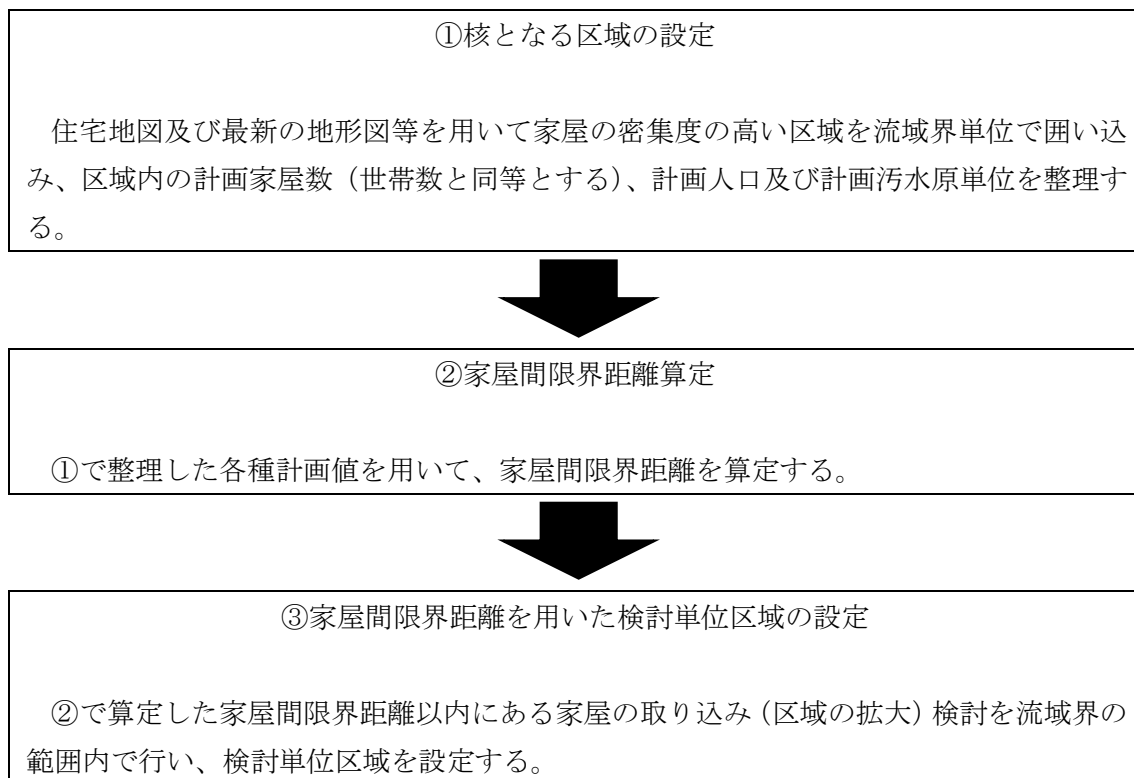 ①核となる区域の設定
住宅地図及び最新の地形図等を用いて家屋の密集度の高い区域を流域界単位で囲い込
み、区域内の計画家屋数（世帯数と同等とする）、計画人口及び計画汚水原単位を整理す
る。
②家屋間限界距離算定
①で整理した各種計画値を用いて、家屋間限界距離を算定する。
③家屋間限界距離を用いた検討単位区域の設定
②で算定した家屋間限界距離以内にある家屋の取り込み（区域の拡大）検討を流域界の
範囲内で行い、検討単位区域を設定する。